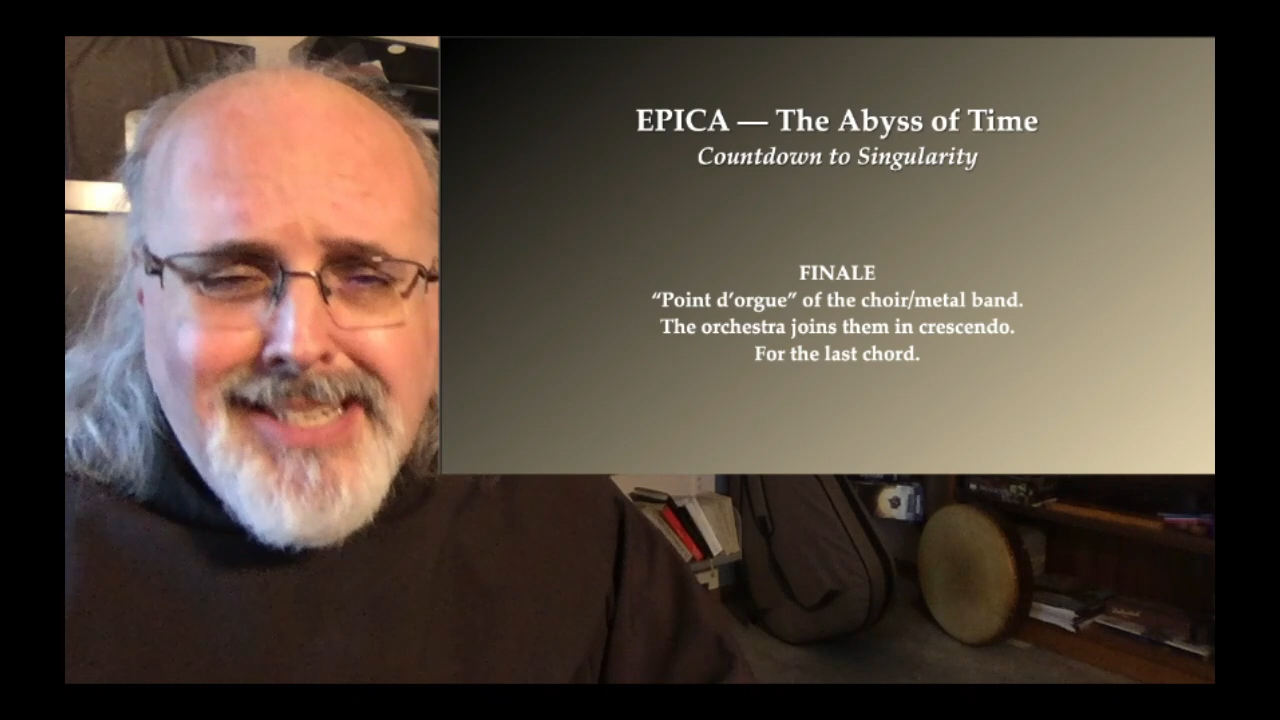 EPICA — The Abyss of Time
Countdown to Singularity
FINALE
“Point d’orgue” of the choir/metal band.
The orchestra joins them in crescendo.
For the last chord.